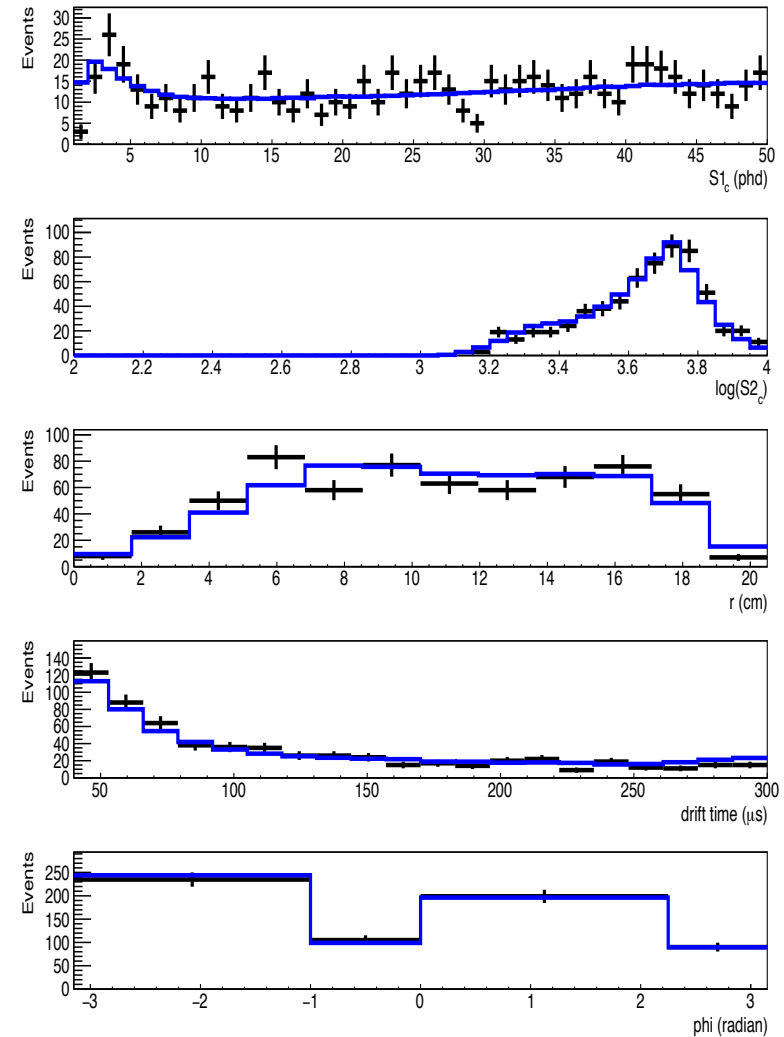 Events
30
25
20
15
10
5
0
5 10 15 20 25 30 35 40 45 50
S1c (phd)
Events
100
80
60
40
20
0
2 2.2 2.4 2.6 2.8 3 3.2 3.4 3.6 3.8 4
log(S2c)
Events
100
80
60
40
20
0
0 2 4 6 8 10 12 14 16 18 20
r (cm)
Events
140
120
100
80
60
40
20
0
50 100 150 200 250 300
drift time (μs)
Events
250
200
150
100
50
0
−3 −2 −1 0 1 2 3
phi (radian)